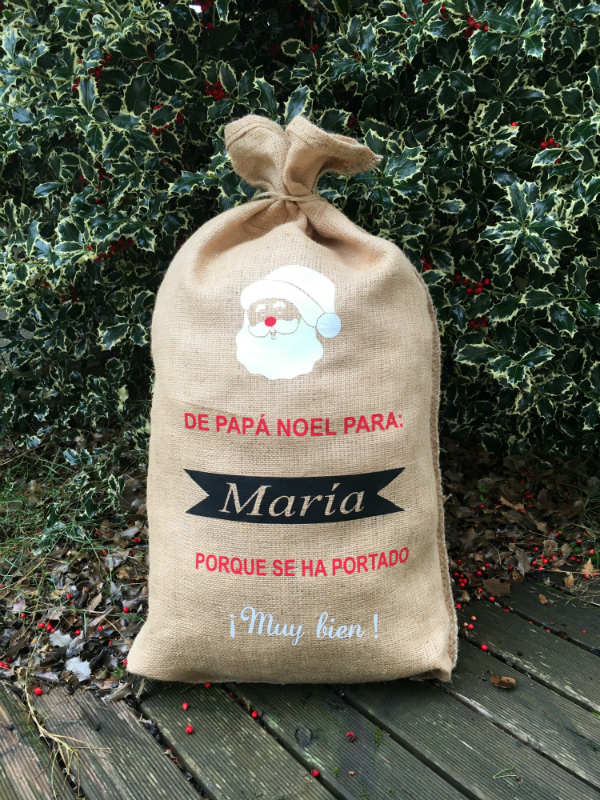 DE PAPÁ NOEL PARA:
María
PORQUE SE HA PORTADO
¡Muy bien!